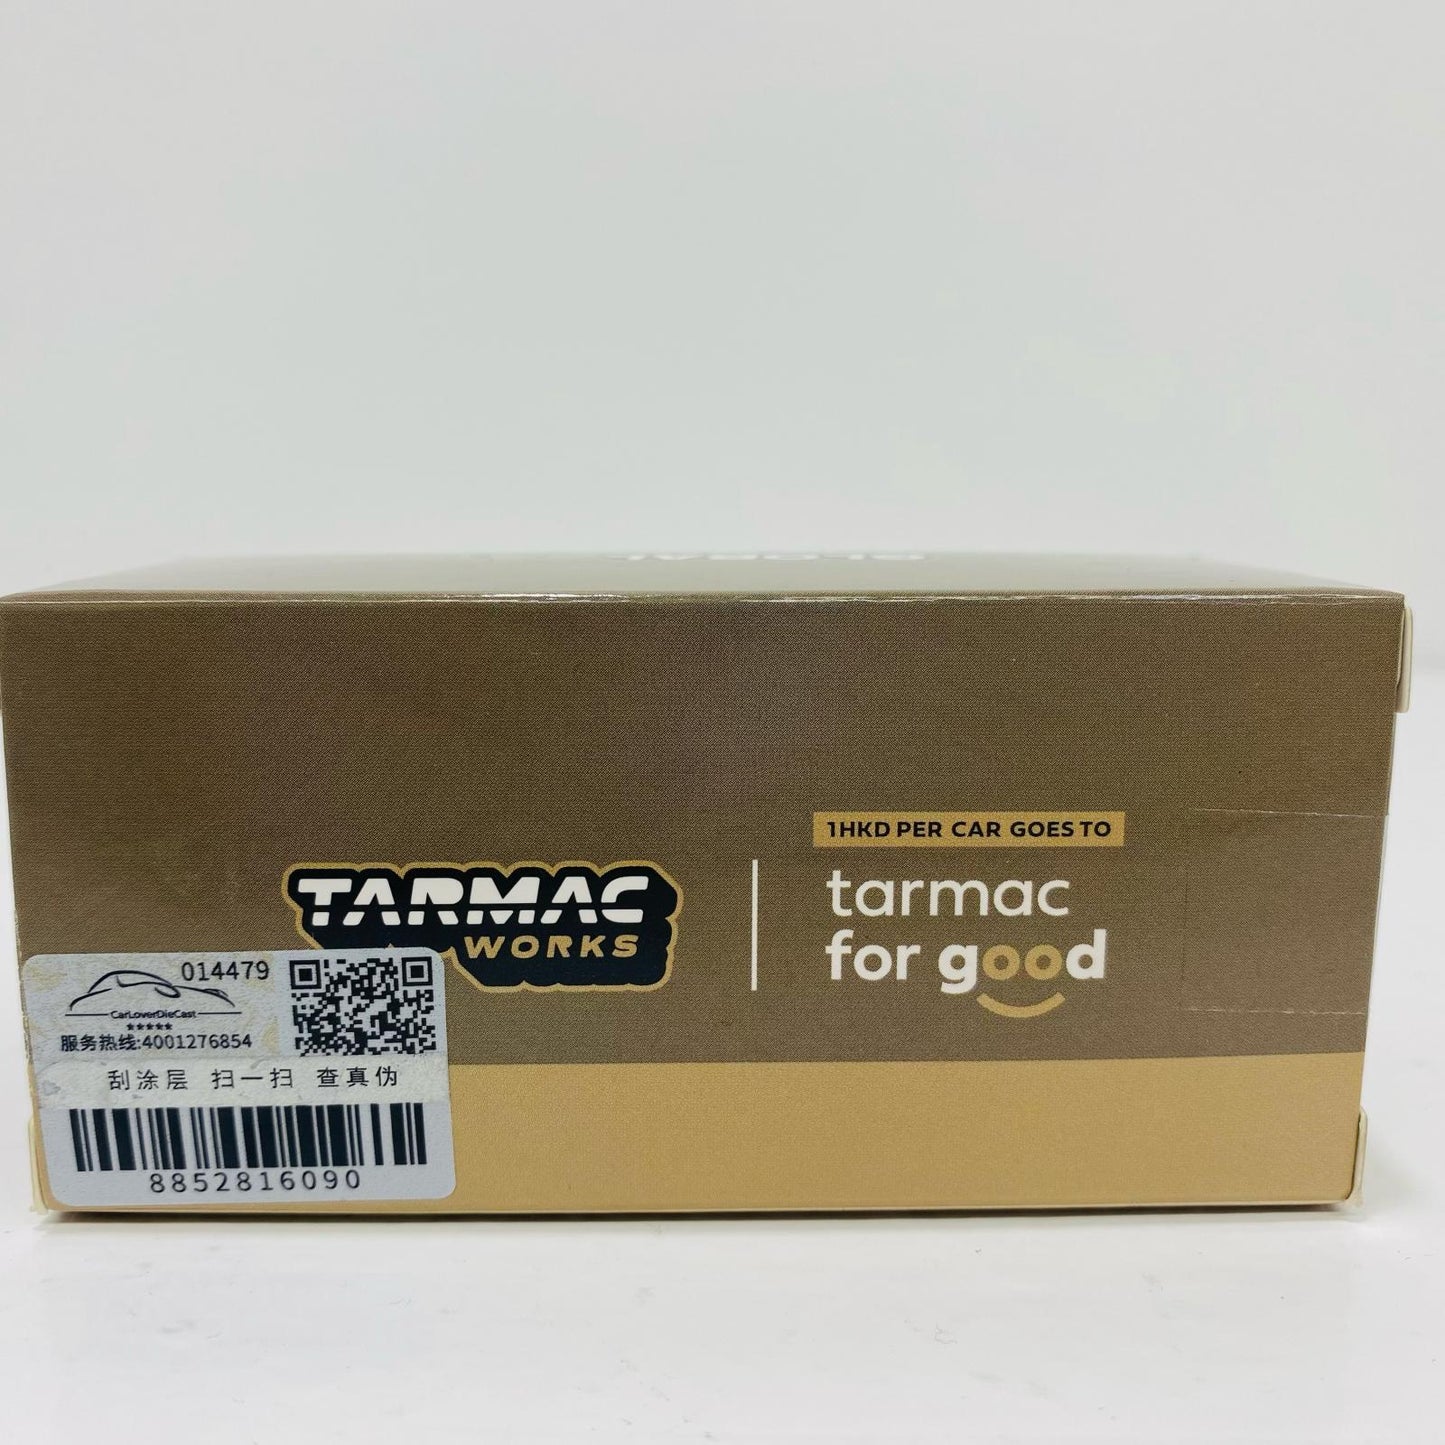 1HKD PER CAR GOES TO
TARMAC
WORKS
tarmac
for good
014479
CarLoverDieCast
★★★★★
服务热线:4001276854
刮涂层 扫一扫 查真伪
8852816090